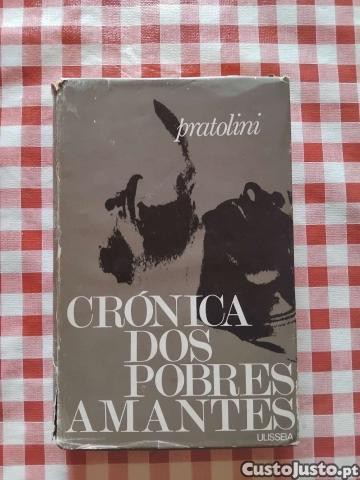 pratolini
CRÓNICA
DOS
POBRES
AMANTES
ULISSEIA
CustoJusto.pt